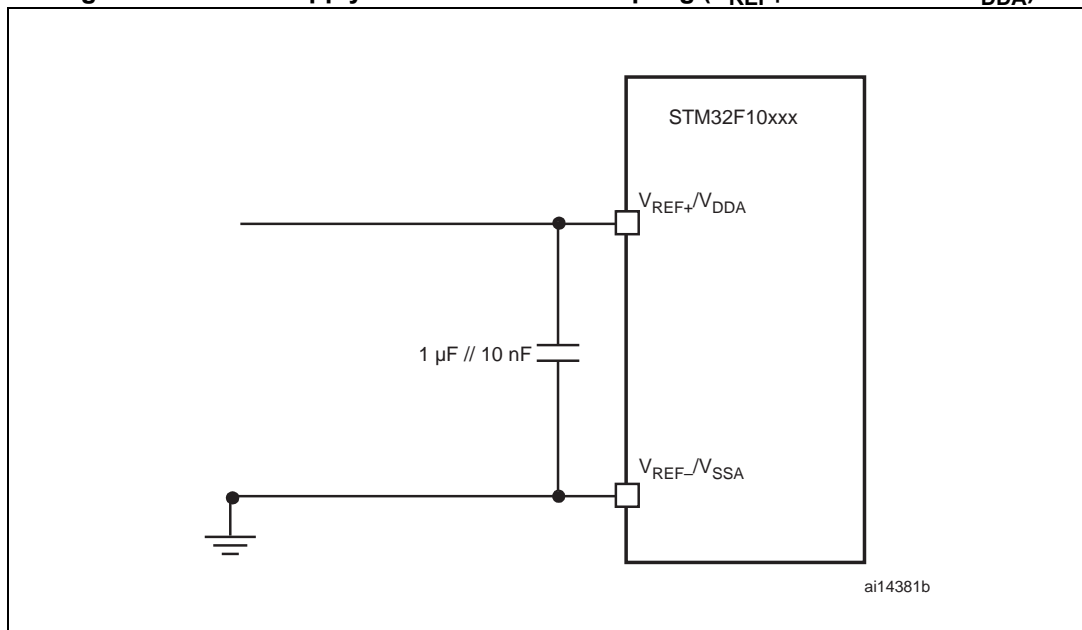 STM32F10xxx
VREF+/VDDA
1 µF // 10 nF
VREF–/VSSA
ai14381b